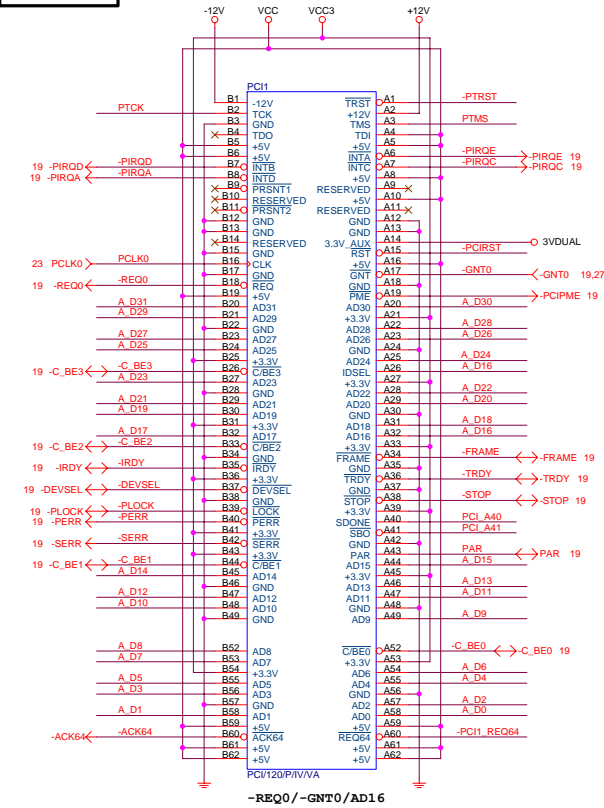 -12V VCC VCC3 +12V
PCI1
B1 -12V TRST A1 -PTRST
PTCK B2 TCK +12V A2
B3 GND TMS A3 PTMS
B4 TDO TDI A4
B5 +5V +5V A5
B6 +5V INTA A6 -PIRQE -PIRQE 19
19 -PIRQD -PIRQD B7 INTB INTC A7 -PIRQC -PIRQC 19
19 -PIRQA -PIRQA B8 INTD +5V A8
B9 PRSNT1 RESERVED A9
B10 RESERVED +5V A10
B11 PRSNT2 RESERVED A11
B12 GND GND A12
B13 GND GND A13
B14 RESERVED 3.3V_AUX A14 3VDUAL
B15 GND RST A15 -PCIRST
23 PCLK0 PCLK0 B16 CLK +5V A16
B17 GND GNT A17 -GNT0 -GNT0 19,27
19 -REQ0 -REQ0 B18 REQ GND A18
B19 +5V PME A19 -PCIPME 19
A_D31 B20 AD31 AD30 A20 A_D30
A_D29 B21 AD29 +3.3V A21
B22 GND AD28 A22 A_D28
A_D27 B23 AD27 AD26 A23 A_D26
A_D25 B24 AD25 GND A24
B25 +3.3V AD24 A25 A_D24
19 -C_BE3 -C_BE3 B26 C/BE3 IDSEL A26 A_D16
A_D23 B27 AD23 +3.3V A27
B28 GND AD22 A28 A_D22
A_D21 B29 AD21 AD20 A29 A_D20
A_D19 B30 AD19 GND A30
B31 +3.3V AD18 A31 A_D18
A_D17 B32 AD17 AD16 A32 A_D16
19 -C_BE2 -C_BE2 B33 C/BE2 +3.3V A33
B34 GND FRAME A34 -FRAME -FRAME 19
19 -IRDY -IRDY B35 IRDY GND A35
B36 +3.3V TRDY A36 -TRDY -TRDY 19
19 -DEVSEL -DEVSEL B37 DEVSEL GND A37
B38 GND STOP A38 -STOP -STOP 19
19 -PLOCK -PLOCK B39 LOCK +3.3V A39
19 -PERR -PERR B40 PERR SDONE A40 PCI_A40
B41 +3.3V SBO A41 PCI_A41
19 -SERR -SERR B42 SERR GND A42
B43 +3.3V PAR A43 PAR PAR 19
19 -C_BE1 -C_BE1 B44 C/BE1 AD15 A44 A_D15
A_D14 B45 AD14 +3.3V A45
B46 GND AD13 A46 A_D13
A_D12 B47 AD12 AD11 A47 A_D11
A_D10 B48 AD10 GND A48
B49 GND AD9 A49 A_D9
A_D8 B52 AD8 C/BE0 A52 -C_BE0 -C_BE0 19
A_D7 B53 AD7 +3.3V A53
B54 +3.3V AD6 A54 A_D6
A_D5 B55 AD5 AD4 A55 A_D4
A_D3 B56 AD3 GND A56
B57 GND AD2 A57 A_D2
A_D1 B58 AD1 AD0 A58 A_D0
B59 +5V +5V A59
-ACK64 -ACK64 B60 ACK64 REQ64 A60 -PCI1_REQ64
B61 +5V +5V A61
B62 +5V +5V A62
PCI/120/P/IV/VA
-REQ0/-GNT0/AD16